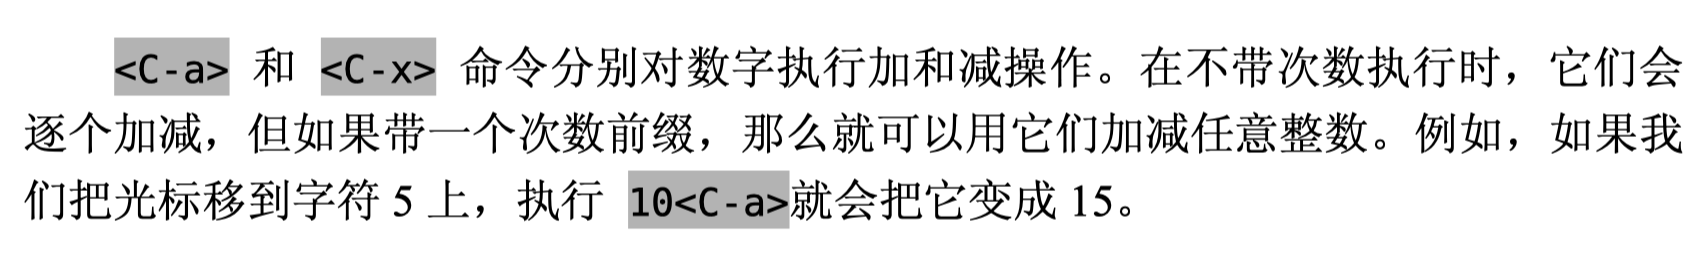 <C-a> 和 <C-x> 命令分别对数字执行加和减操作。在不带次数执行时，它们会
逐个加减，但如果带一个次数前缀，那么就可以用它们加减任意整数。例如，如果我
们把光标移到字符 5 上，执行 10<C-a>就会把它变成 15。